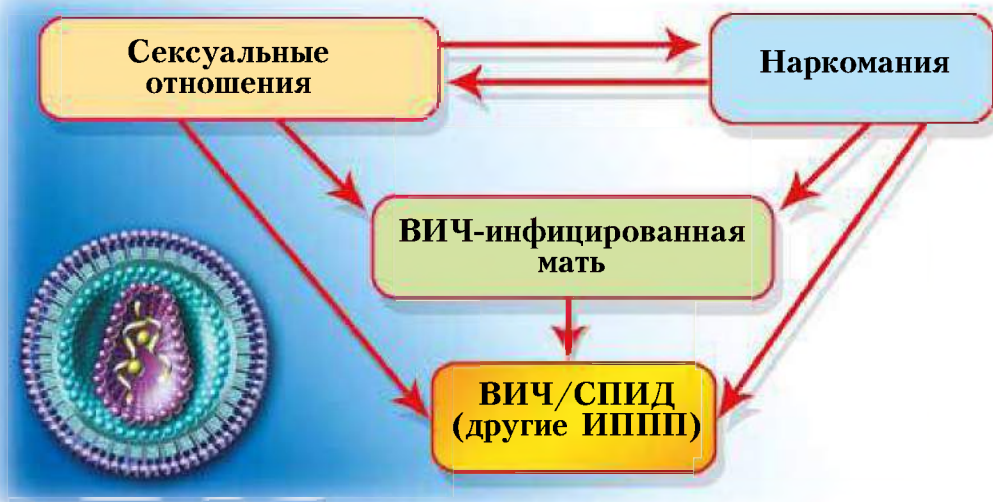 Сексуальные
отношения
Наркомания
ВИЧ-инфицированная
мать
ВИЧ/СПИД
(другие ИППП)